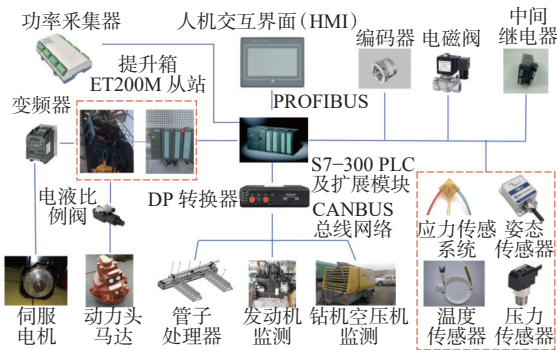 功率采集器
人机交互界面(HMI)
编码器
电磁阀
中间
继电器
提升箱
ET200M 从站
变频器
PROFIBUS
S7-300 PLC
及扩展模块
DP 转换器
CANBUS
总线网络
电液比
例阀
应力传感
系统
姿态
传感器
伺服
电机
动力头
马达
管子
处理器
发动机
监测
钻机空压机
监测
温度
传感器
压力
传感器